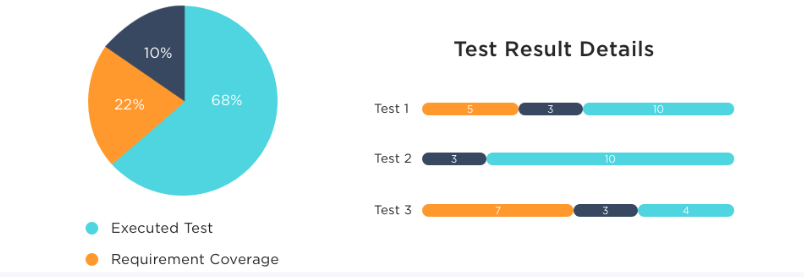 10%
68%
22%
Executed Test
Requirement Coverage
Test Result Details
Test 1 5 3 10
Test 2 3 10
Test 3 7 3 4